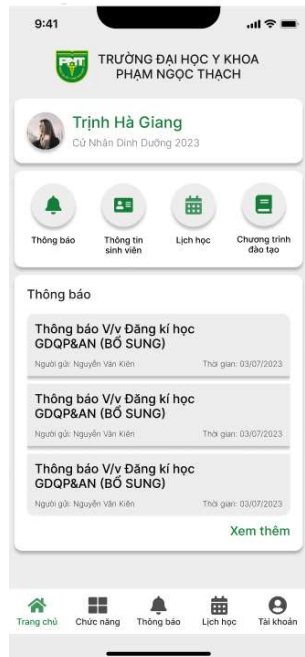 9:41
PNT
TRƯỜNG ĐẠI HỌC Y KHOA
PHẠM NGỌC THẠCH
Trịnh Hà Giang
Cử Nhân Dinh Dưỡng 2023
Thông báo
Thông tin
sinh viên
Lịch học
Chương trình
đào tạo
Thông báo
Thông báo V/v Đăng kí học
GDQP&AN (BỔ SUNG)
Người gửi: Nguyễn Văn Kiên Thời gian: 03/07/2023
Thông báo V/v Đăng kí học
GDQP&AN (BỔ SUNG)
Người gửi: Nguyễn Văn Kiên Thời gian: 03/07/2023
Thông báo V/v Đăng kí học
GDQP&AN (BỔ SUNG)
Người gửi: Nguyễn Văn Kiên Thời gian: 03/07/2023
Xem thêm
Trang chủ Chức năng Thông báo Lịch học Tài khoản